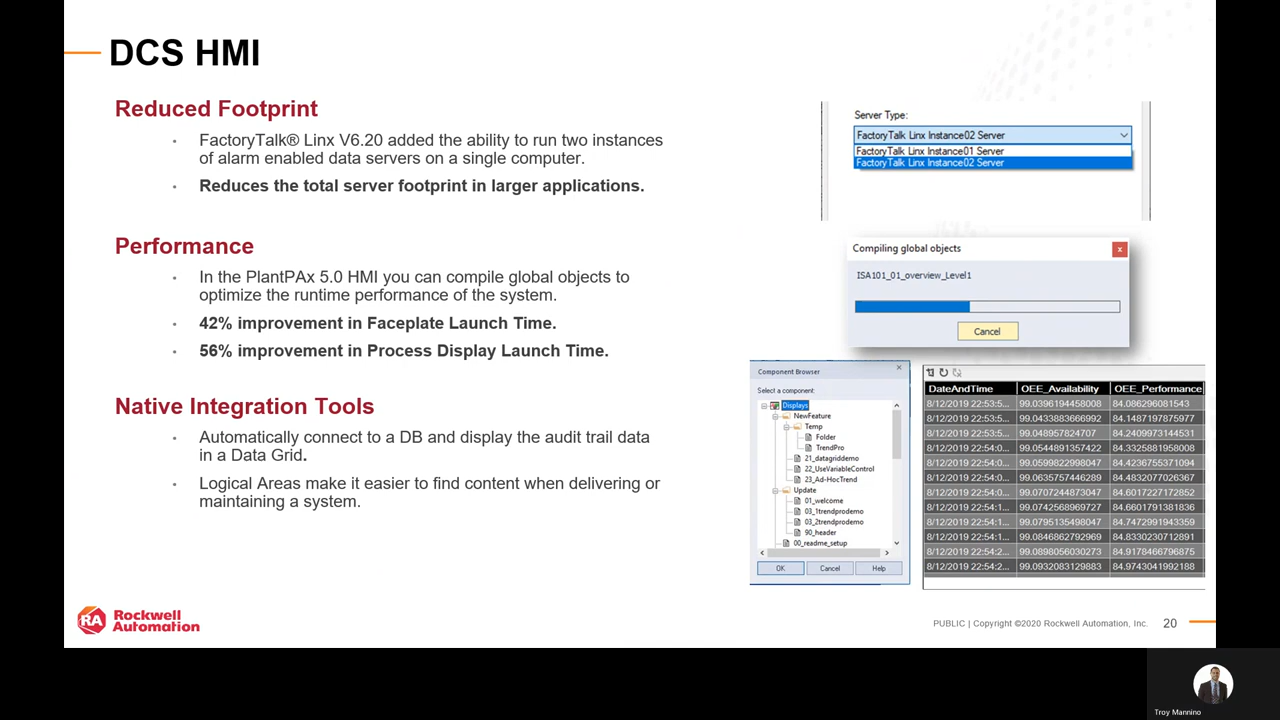 DCS HMI
Reduced Footprint
FactoryTalk® Linx V6.20 added the ability to run two instances
of alarm enabled data servers on a single computer.
Reduces the total server footprint in larger applications.
Performance
In the PlantPAx 5.0 HMI you can compile global objects to
optimize the runtime performance of the system.
42% improvement in Faceplate Launch Time.
56% improvement in Process Display Launch Time.
Native Integration Tools
Automatically connect to a DB and display the audit trail data
in a Data Grid.
Logical Areas make it easier to find content when delivering or
maintaining a system.
Server Type:
FactoryTalk Linx Instance02 Server
FactoryTalk Linx Instance01 Server
FactoryTalk Linx Instance02 Server
Compiling global objects
ISA101_01_overview_Level1
Cancel
Component Browser
Select a component:
Displays
NewFeature
Temp
Folder
TrendPro
21_datagriddemo
22_UseVariableControl
23_Ad-HocTrend
Update
01_welcome
03_1trendprodemo
03_2trendprodemo
90_header
00_readme_setup
OK Cancel Help
DateAndTime OEE_Availability OEE_Performance
8/12/2019 22:53:5... 99.0396194458008 84.086296081543
8/12/2019 22:53:5... 99.0433883666992 84.1487197875977
8/12/2019 22:53:5... 99.048957824707 84.2409973144531
8/12/2019 22:54:0... 99.0544891357422 84.3325881958008
8/12/2019 22:54:0... 99.0599822998047 84.4236755371094
8/12/2019 22:54:0... 99.0635757446289 84.4832077026367
8/12/2019 22:54:0... 99.0707244873047 84.6017227172852
8/12/2019 22:54:1... 99.0742568969727 84.6601791381836
8/12/2019 22:54:1... 99.0795135498047 84.7472991943359
8/12/2019 22:54:1... 99.0846862792969 84.8330230712891
8/12/2019 22:54:2... 99.0898056030273 84.9178466796875
8/12/2019 22:54:2... 99.0932083129883 84.9743041992188
RA Rockwell
Automation
PUBLIC | Copyright ©2020 Rockwell Automation, Inc. 20
Troy Mannino